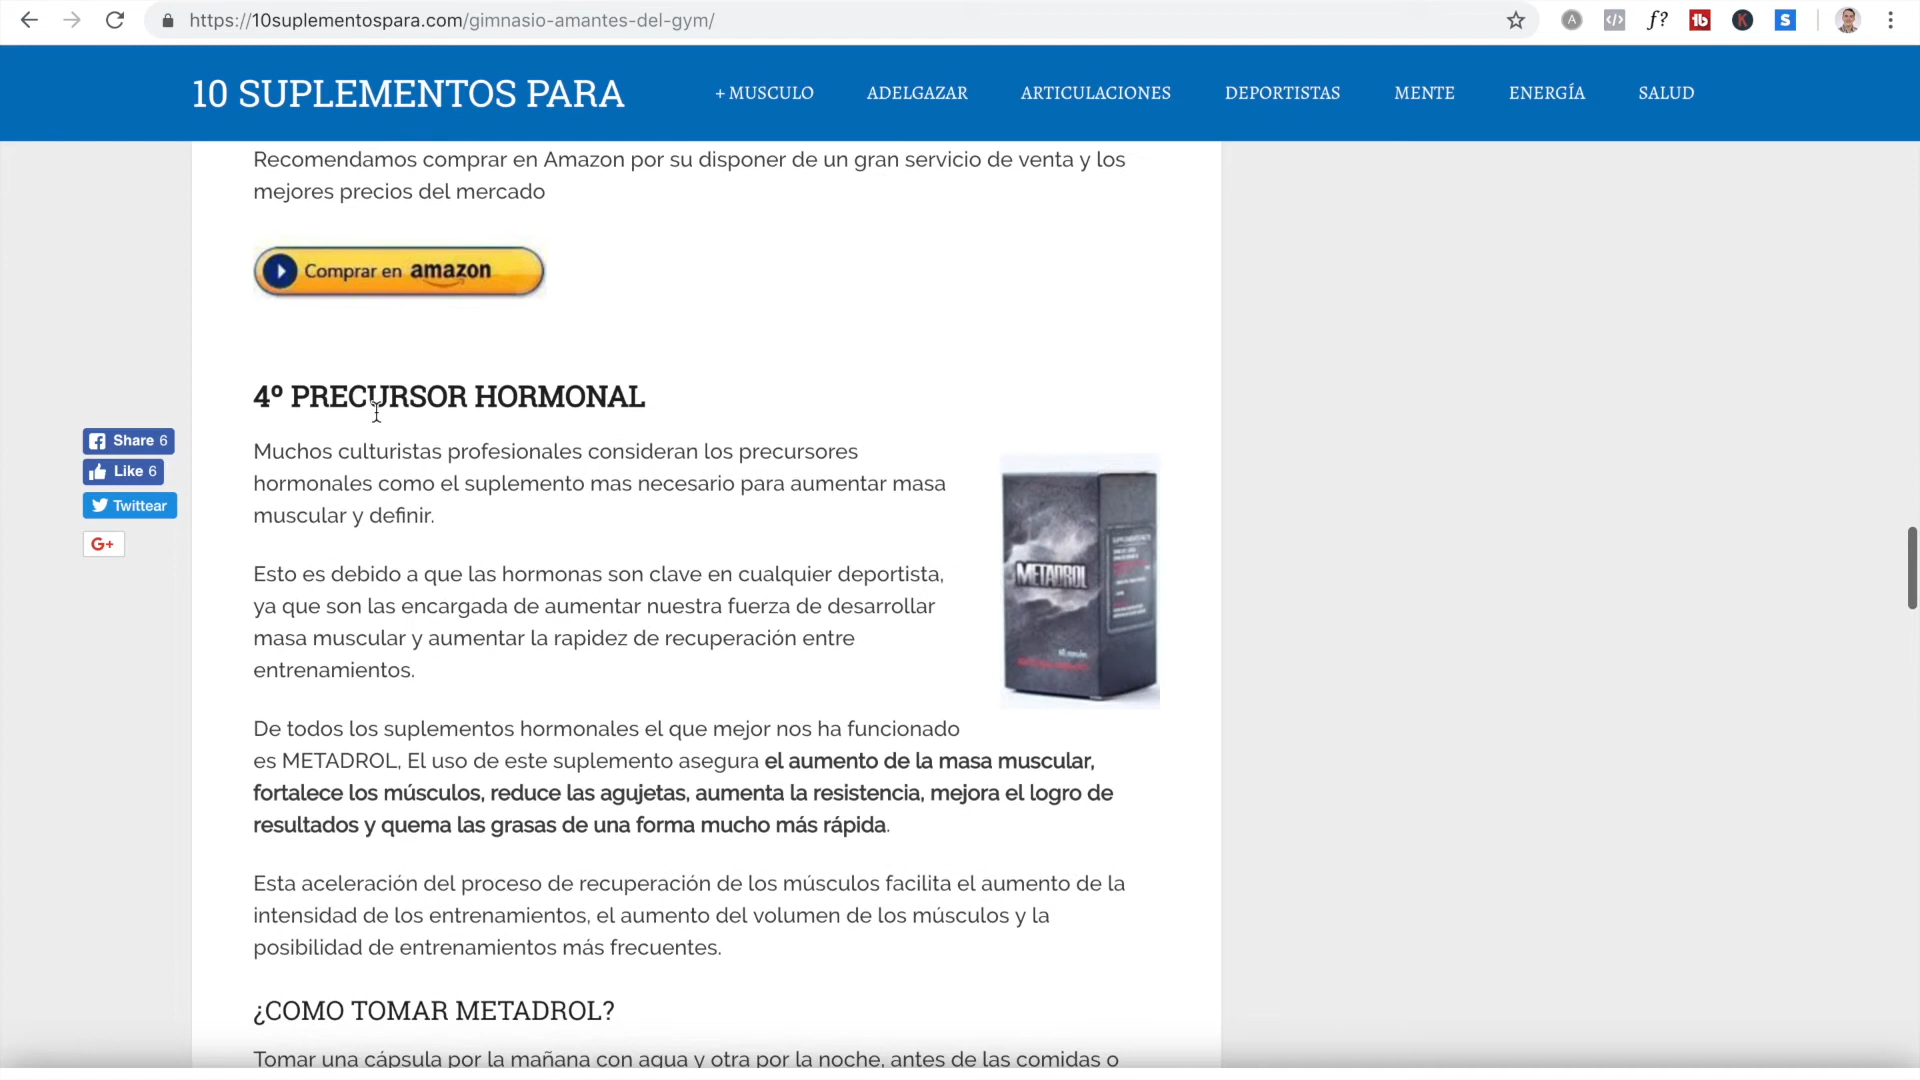 https://10suplementospara.com/gimnasio-amantes-del-gym/
10 SUPLEMENTOS PARA
+ MUSCULO
ADELGAZAR
ARTICULACIONES
DEPORTISTAS
MENTE
ENERGÍA
SALUD
Recomendamos comprar en Amazon por su disponer de un gran servicio de venta y los
mejores precios del mercado
Comprar en amazon
4º PRECURSOR HORMONAL
Share 6
Like 6
Twittear
G+
Muchos culturistas profesionales consideran los precursores
hormonales como el suplemento mas necesario para aumentar masa
muscular y definir.
Esto es debido a que las hormonas son clave en cualquier deportista,
ya que son las encargada de aumentar nuestra fuerza de desarrollar
masa muscular y aumentar la rapidez de recuperación entre
entrenamientos.
METADROL
De todos los suplementos hormonales el que mejor nos ha funcionado
es METADROL, El uso de este suplemento asegura el aumento de la masa muscular,
fortalece los músculos, reduce las agujetas, aumenta la resistencia, mejora el logro de
resultados y quema las grasas de una forma mucho más rápida.
Esta aceleración del proceso de recuperación de los músculos facilita el aumento de la
intensidad de los entrenamientos, el aumento del volumen de los músculos y la
posibilidad de entrenamientos más frecuentes.
¿COMO TOMAR METADROL?
Tomar una cápsula por la mañana con agua y otra por la noche, antes de las comidas o